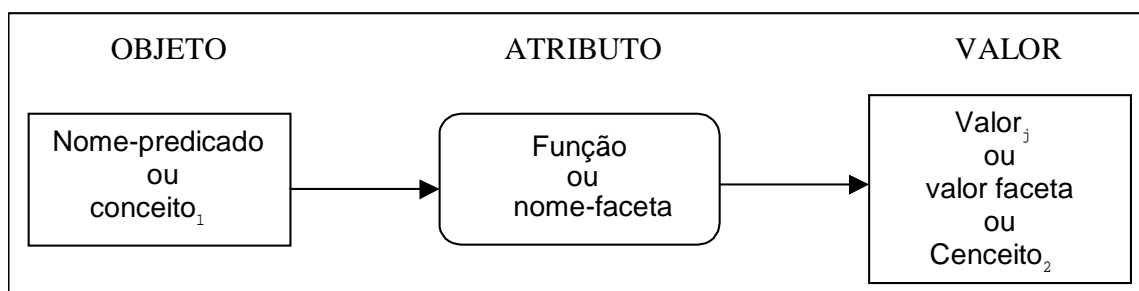 OBJETO
ATRIBUTO
VALOR
Nome-predicado
ou
conceito₁
Função
ou
nome-faceta
Valorⱼ
ou
valor faceta
ou
Cenceito₂